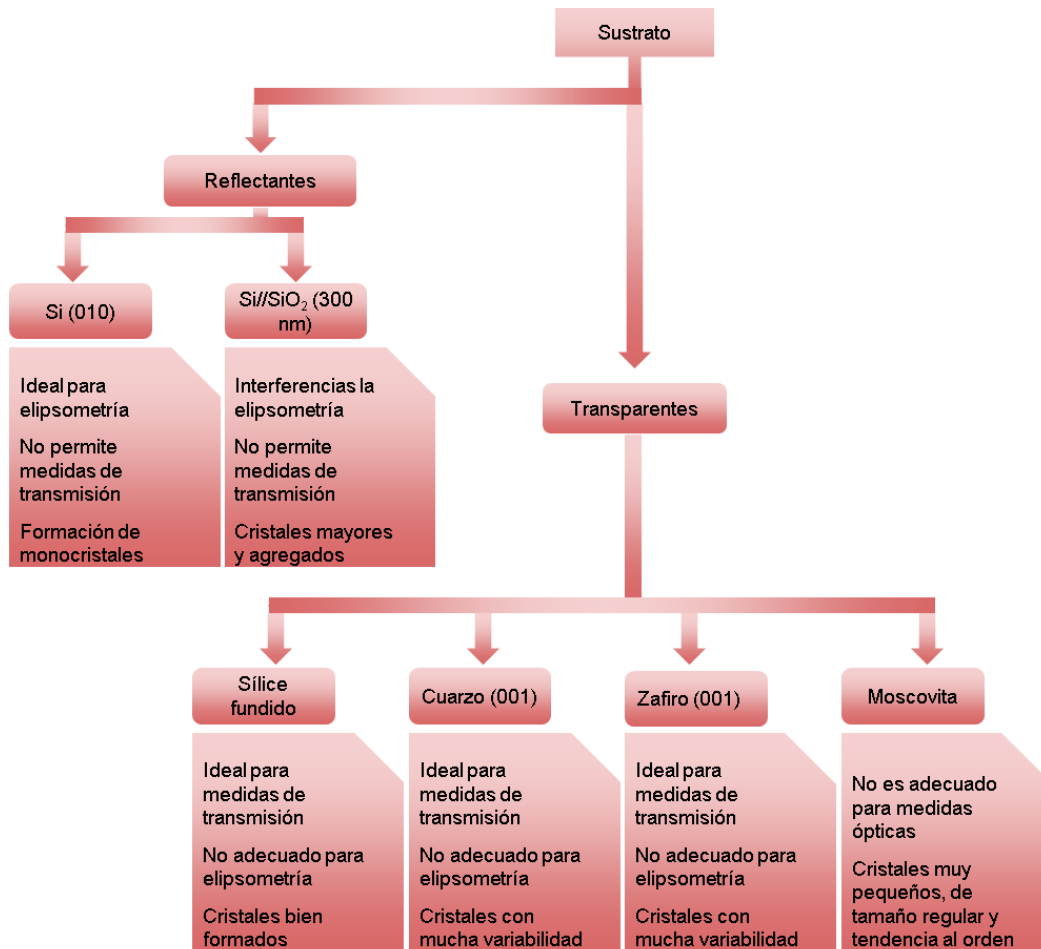 Sustrato
Reflectantes
Si (010)
Si//SiO₂ (300
nm)
Ideal para
elipsometría
No permite
medidas de
transmisión
Formación de
monocristales
Interferencias la
elipsometría
No permite
medidas de
transmisión
Cristales mayores
y agregados
Transparentes
Sílice
fundido
Cuarzo (001)
Zafiro (001)
Moscovita
Ideal para
medidas de
transmisión
No adecuado para
elipsometría
Cristales bien
formados
Ideal para
medidas de
transmisión
No adecuado para
elipsometría
Cristales con
mucha variabilidad
Ideal para
medidas de
transmisión
No adecuado para
elipsometría
Cristales con
mucha variabilidad
No es adecuado
para medidas
ópticas
Cristales muy
pequeños, de
tamaño regular y
tendencia al orden